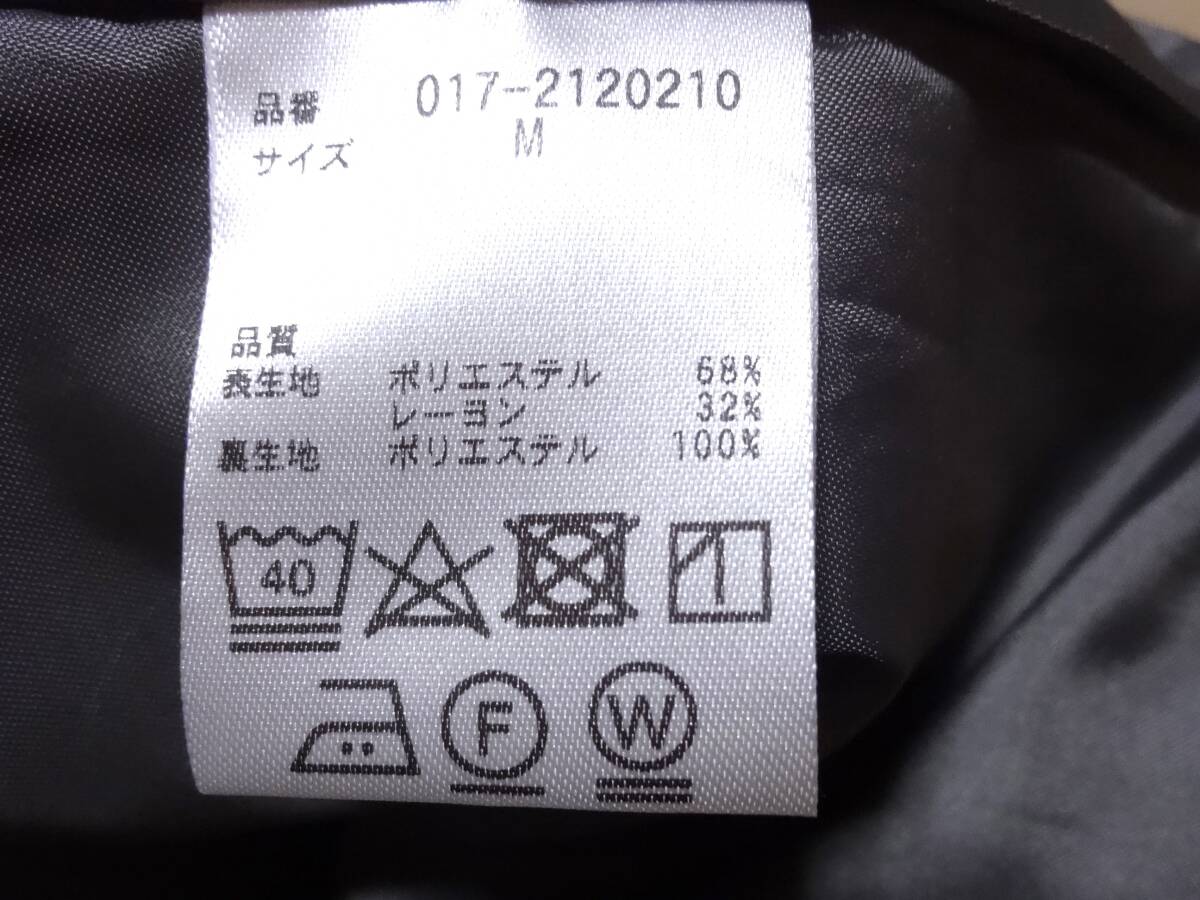 品番 017-2120210
サイズ M
品質
表生地 ポリエステル 68%
レーヨン 32%
裏生地 ポリエステル 100%
40
F W